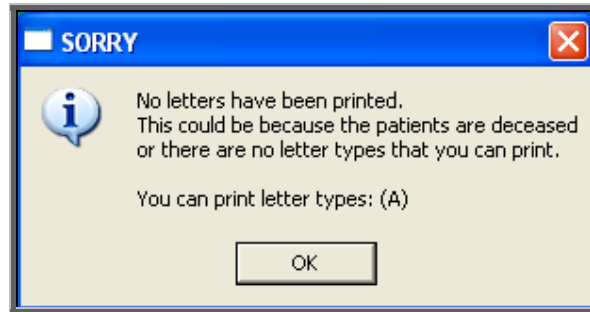 SORRY
No letters have been printed.
This could be because the patients are deceased
or there are no letter types that you can print.
You can print letter types: (A)
OK